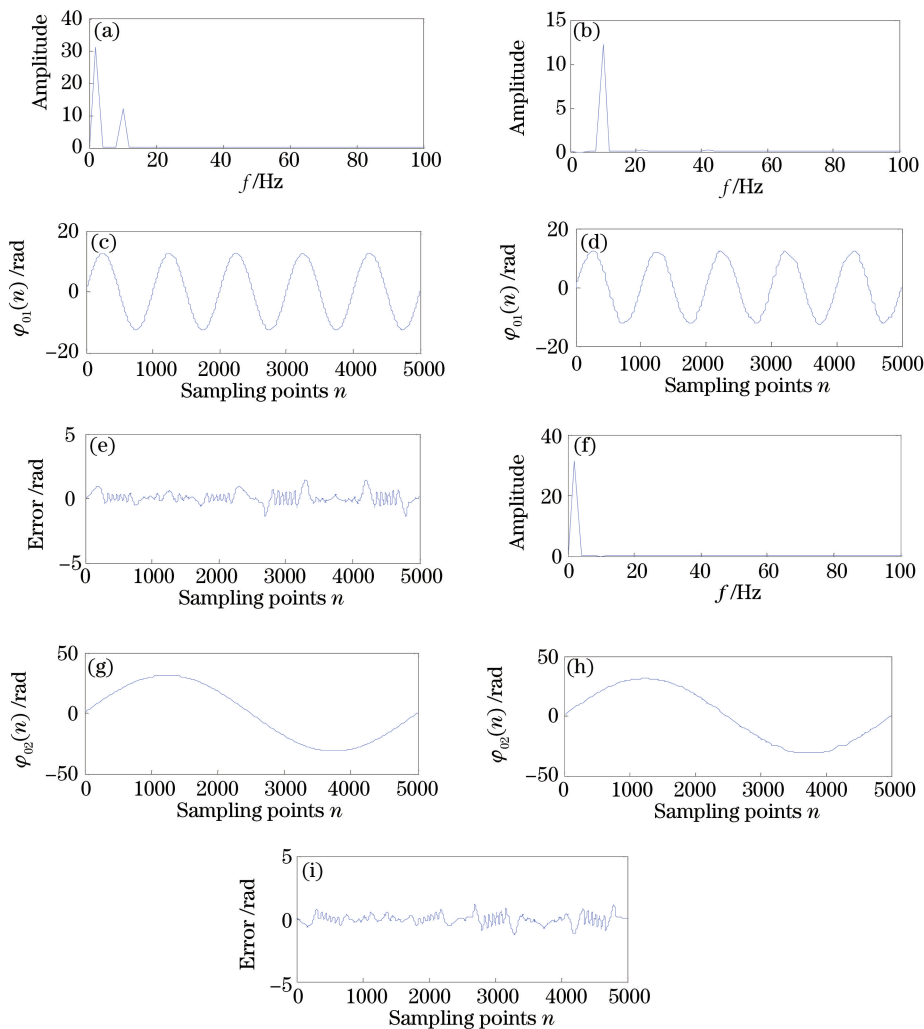 (a)
Amplitude
40
30
20
10
0
0 20 40 60 80 100
f/Hz
(b)
Amplitude
15
10
5
0
0 20 40 60 80 100
f/Hz
(c)
φ01(n) /rad
20
0
−20
0 1000 2000 3000 4000 5000
Sampling points n
(d)
φ01(n) /rad
20
0
−20
0 1000 2000 3000 4000 5000
Sampling points n
(e)
Error /rad
5
0
−5
0 1000 2000 3000 4000 5000
Sampling points n
(f)
Amplitude
40
20
0
0 20 40 60 80 100
f/Hz
(g)
φ02(n) /rad
50
0
−50
0 1000 2000 3000 4000 5000
Sampling points n
(h)
φ02(n) /rad
50
0
−50
0 1000 2000 3000 4000 5000
Sampling points n
(i)
Error /rad
5
0
−5
0 1000 2000 3000 4000 5000
Sampling points n